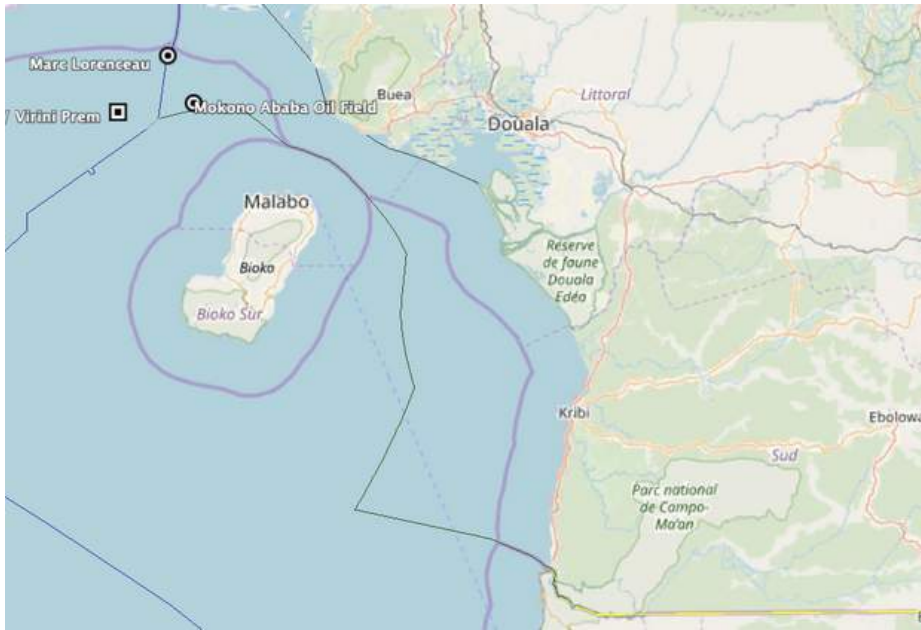 Marc Lorenceau
Mokono Ababa Oil Field
/ Virini Prem
Buea
Littoral
Douala
Malabo
Bioko
Bioko Sur
Réserve
de faune
Douala
Edéa
Kribi
Ebolowa
Sud
Parc national
de Campo-
Ma'an